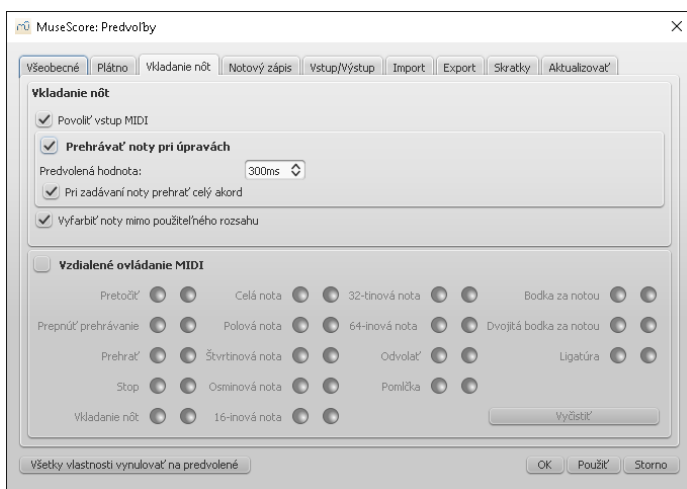 MuseScore: Predvoľby
Všeobecné Plátno Vkladanie nôt Notový zápis Vstup/Výstup Import Export Skratky Aktualizovať
Vkladanie nôt
Povoliť vstup MIDI
Prehrávať noty pri úpravách
Predvolená hodnota: 300ms
Pri zadávaní noty prehrať celý akord
Vyfarbiť noty mimo použiteľného rozsahu
Vzdialené ovládanie MIDI
Pretočiť Celá nota 32-tinová nota Bodka za notou
Prepnúť prehrávanie Polová nota 64-inová nota Dvojitá bodka za notou
Prehrať Štvrtinová nota Odvolať Ligatúra
Stop Osminová nota Pomlčka
Vkladanie nôt 16-inová nota Vyčistiť
Všetky vlastnosti vynulovať na predvolené OK Použiť Storno